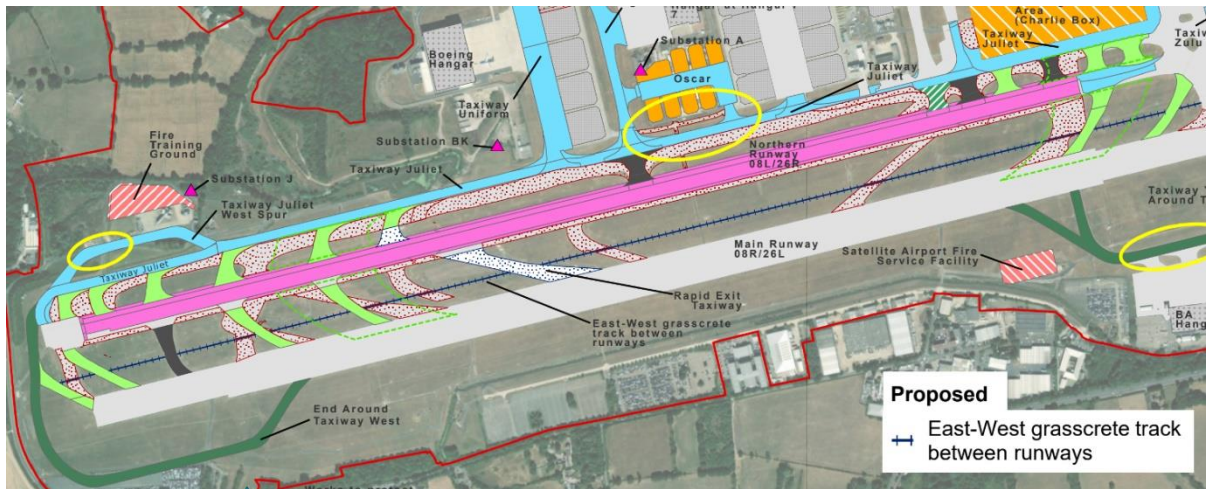 Area
(Charlie Box)
Taxiway
Juliet
Substation A
Boeing
Hangar
Oscar
Taxiway
Juliet
Taxiway
Uniform
Fire
Training
Ground
Substation BK
Northern
Runway
08L/26R
Taxiway Juliet
Substation J
Taxiway Juliet
West Spur
Taxiway Juliet
Main Runway
08R/26L
Satellite Airport Fire
Service Facility
Rapid Exit
Taxiway
East-West grasscrete
track between
runways
End Around
Taxiway West
BA
Proposed
East-West grasscrete track
between runways